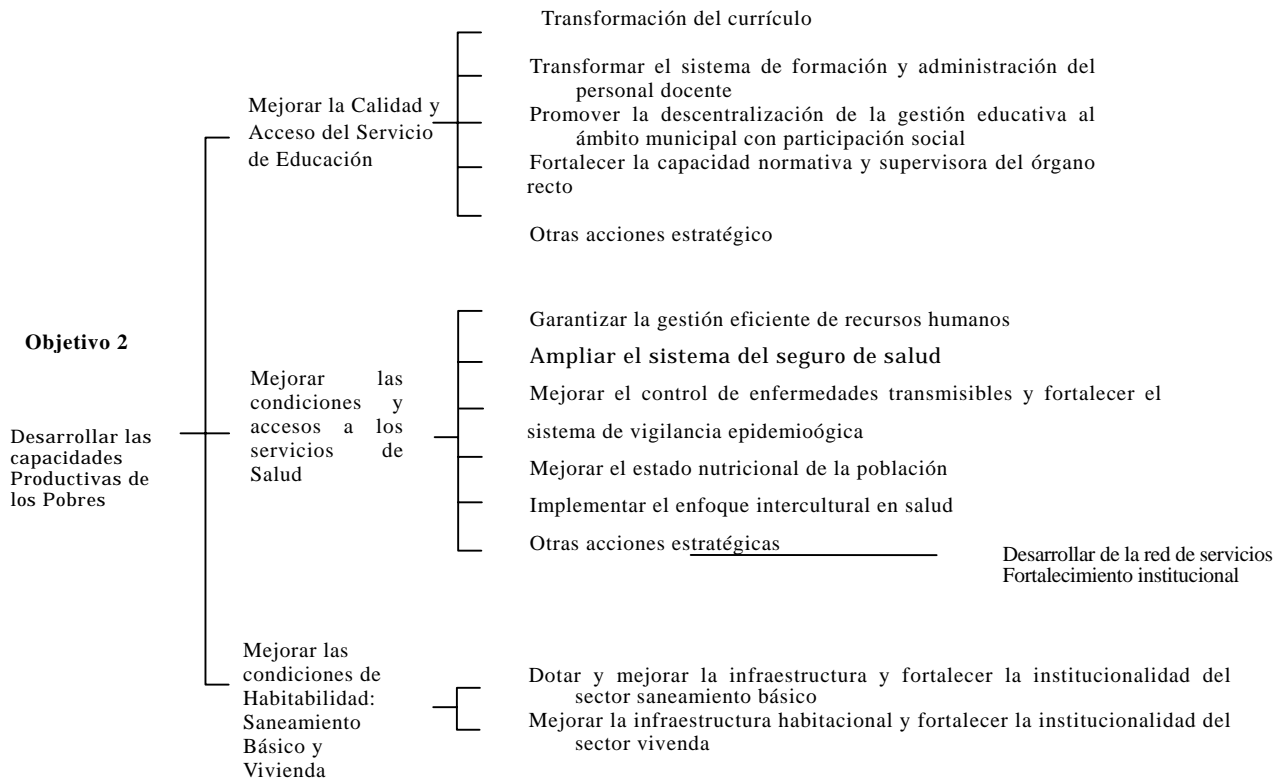 Objetivo 2
Desarrollar las
capacidades
Productivas de
los Pobres
Mejorar la Calidad y
Acceso del Servicio
de Educación
Transformación del currículo
Transformar el sistema de formación y administración del
personal docente
Promover la descentralización de la gestión educativa al
ámbito municipal con participación social
Fortalecer la capacidad normativa y supervisora del órgano
recto
Otras acciones estratégico
Mejorar las
condiciones y
accesos a los
servicios de
Salud
Garantizar la gestión eficiente de recursos humanos
Ampliar el sistema del seguro de salud
Mejorar el control de enfermedades transmisibles y fortalecer el
sistema de vigilancia epidemioógica
Mejorar el estado nutricional de la población
Implementar el enfoque intercultural en salud
Otras acciones estratégicas
Desarrollar de la red de servicios
Fortalecimiento institucional
Mejorar las
condiciones de
Habitabilidad:
Saneamiento
Básico y
Vivienda
Dotar y mejorar la infraestructura y fortalecer la institucionalidad del
sector saneamiento básico
Mejorar la infraestructura habitacional y fortalecer la institucionalidad del
sector vivenda